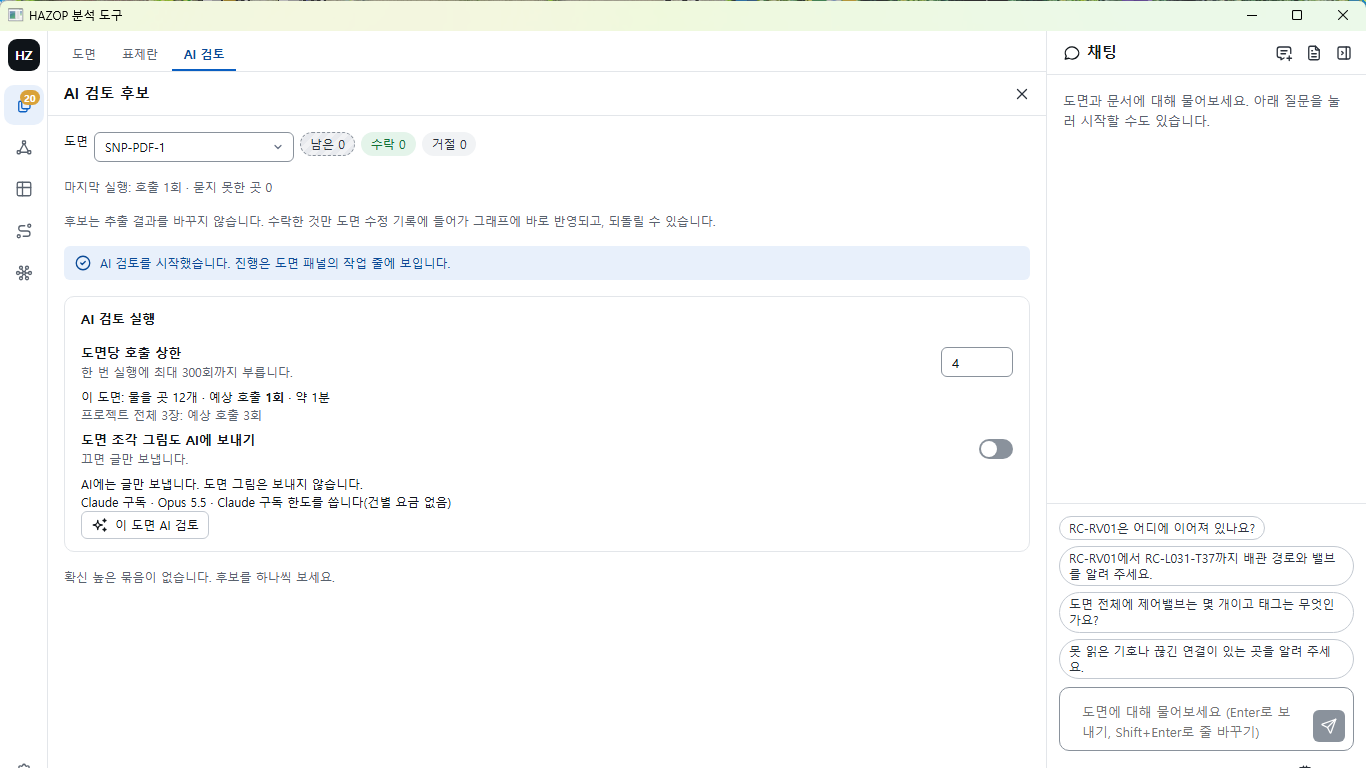 HAZOP 분석 도구
HZ
20
도면
표제란
AI 검토
AI 검토 후보
도면
SNP-PDF-1
남은 0
수락 0
거절 0
마지막 실행: 호출 1회 · 묻지 못한 곳 0
후보는 추출 결과를 바꾸지 않습니다. 수락한 것만 도면 수정 기록에 들어가 그래프에 바로 반영되고, 되돌릴 수 있습니다.
AI 검토를 시작했습니다. 진행은 도면 패널의 작업 줄에 보입니다.
AI 검토 실행
도면당 호출 상한
한 번 실행에 최대 300회까지 부릅니다.
4
이 도면: 물을 곳 12개 · 예상 호출 1회 · 약 1분
프로젝트 전체 3장: 예상 호출 3회
도면 조각 그림도 AI에 보내기
끄면 글만 보냅니다.
AI에는 글만 보냅니다. 도면 그림은 보내지 않습니다.
Claude 구독 · Opus 5.5 · Claude 구독 한도를 씁니다(건별 요금 없음)
이 도면 AI 검토
확신 높은 묶음이 없습니다. 후보를 하나씩 보세요.
채팅
도면과 문서에 대해 물어보세요. 아래 질문을 눌
러 시작할 수도 있습니다.
RC-RV01은 어디에 이어져 있나요?
RC-RV01에서 RC-L031-T37까지 배관 경로와 밸브
를 알려 주세요.
도면 전체에 제어밸브는 몇 개이고 태그는 무엇인
가요?
못 읽은 기호나 끊긴 연결이 있는 곳을 알려 주세
요.
도면에 대해 물어보세요 (Enter로 보
내기, Shift+Enter로 줄 바꾸기)